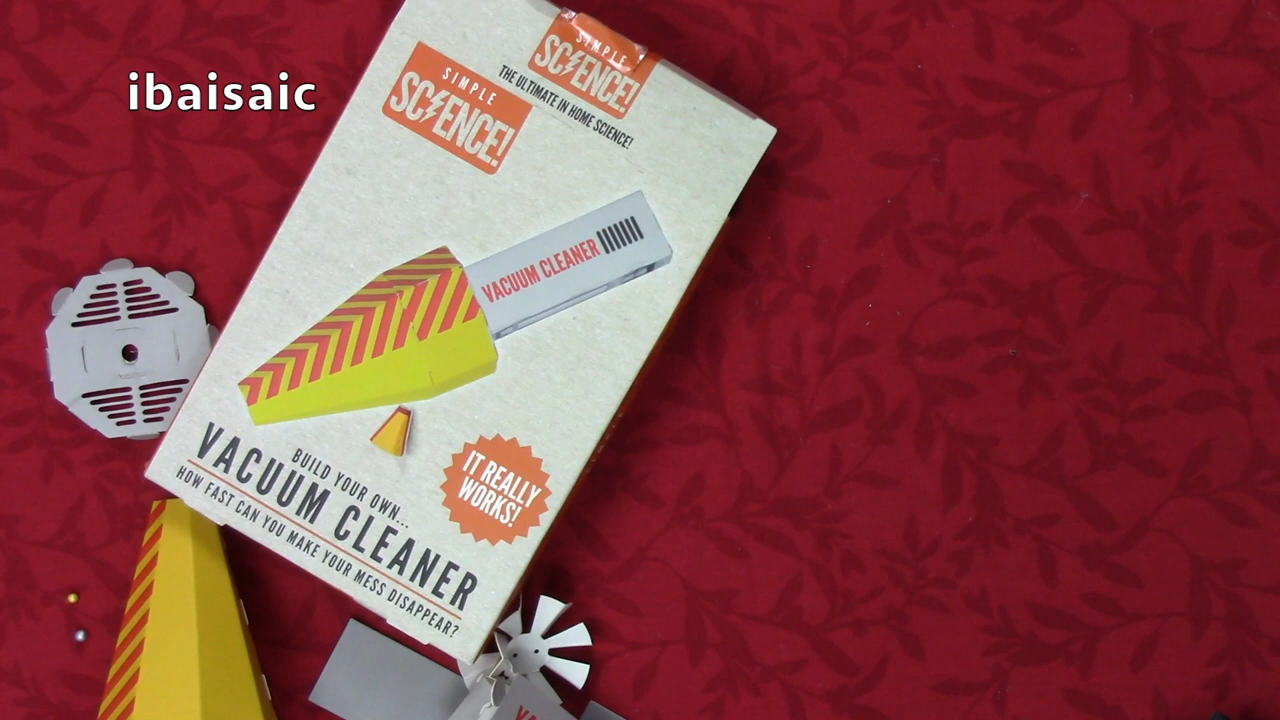 ibaisaic
SIMPLE
SCIENCE!
THE ULTIMATE IN HOME SCIENCE!
SIMPLE
SCIENCE!
VACUUM CLEANER
IT REALLY
WORKS!
BUILD YOUR OWN...
VACUUM CLEANER
HOW FAST CAN YOU MAKE YOUR MESS DISAPPEAR?